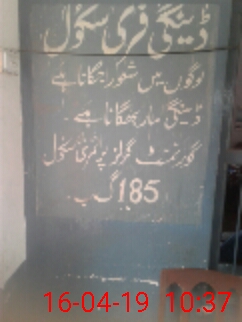 ڈینگی فری سکول
لوگوں میں شعور جگانا ہے
ڈینگی مار بھگانا ہے۔
گورنمنٹ گرلز پرائمری سکول
185 گ ب
16-04-19 10:37